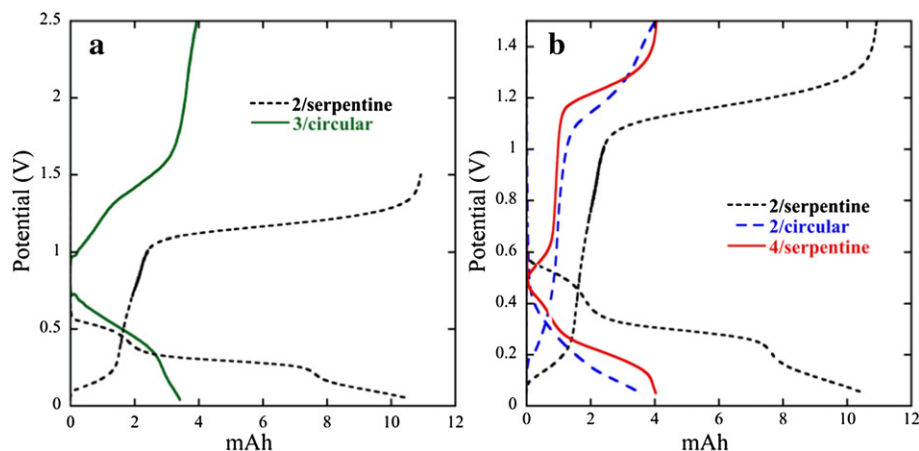 a
2/serpentine
3/circular
Potential (V)
2.5
2
1.5
1
0.5
0
0 2 4 6 8 10 12
mAh
b
2/serpentine
2/circular
4/serpentine
Potential (V)
1.4
1.2
1
0.8
0.6
0.4
0.2
0
0 2 4 6 8 10 12
mAh